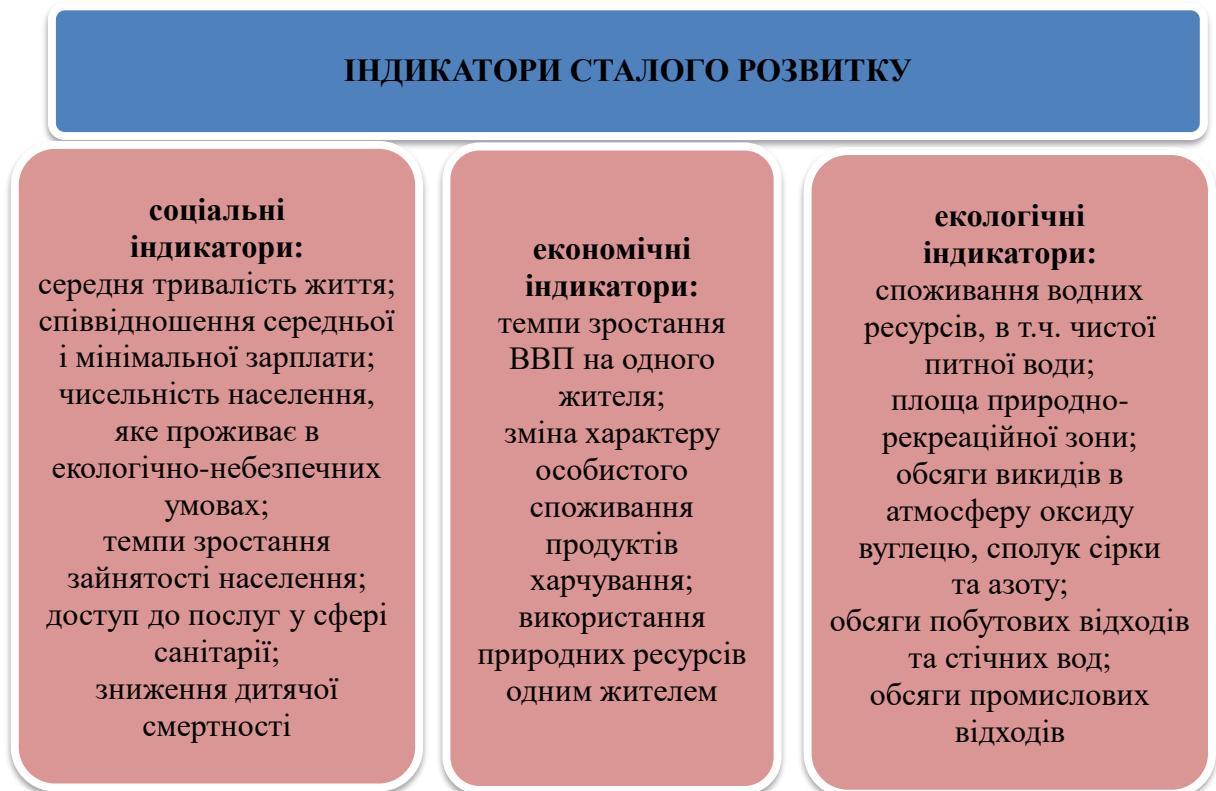 ІНДИКАТОРИ СТАЛОГО РОЗВИТКУ
соціальні
індикатори:
середня тривалість життя;
співвідношення середньої
і мінімальної зарплати;
чисельність населення,
яке проживає в
екологічно-небезпечних
умовах;
темпи зростання
зайнятості населення;
доступ до послуг у сфері
санітарії;
зниження дитячої
смертності
економічні
індикатори:
темпи зростання
ВВП на одного
жителя;
зміна характеру
особистого
споживання
продуктів
харчування;
використання
природних ресурсів
одним жителем
екологічні
індикатори:
споживання водних
ресурсів, в т.ч. чистої
питної води;
площа природно-
рекреаційної зони;
обсяги викидів в
атмосферу оксиду
вуглецю, сполук сірки
та азоту;
обсяги побутових відходів
та стічних вод;
обсяги промислових
відходів